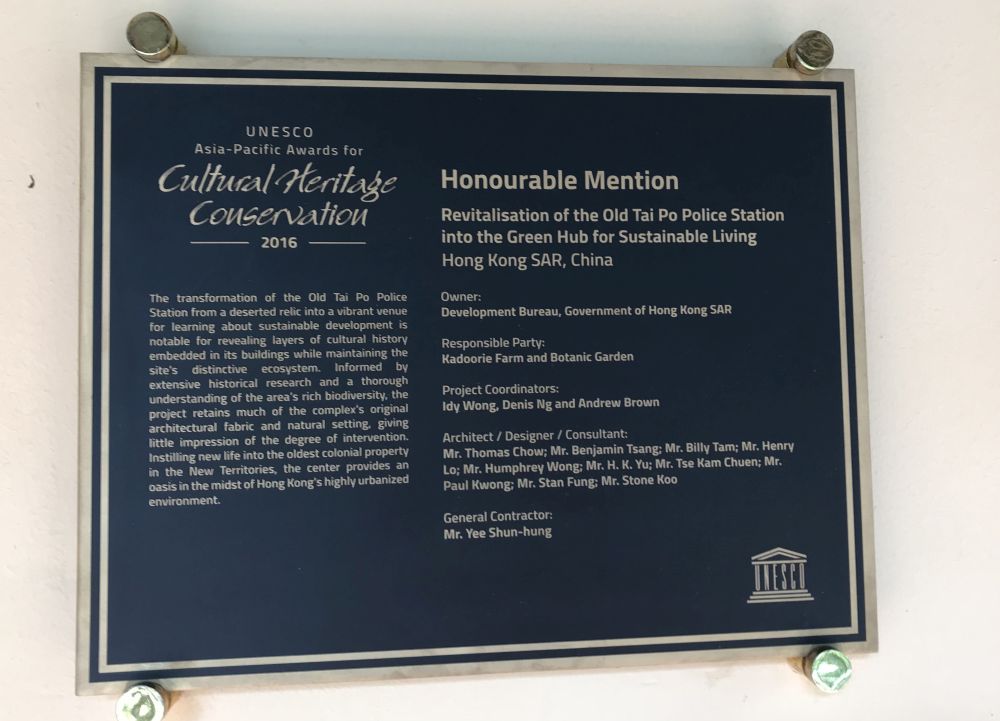 UNESCO
Asia-Pacific Awards for
Cultural Heritage
Conservation
2016
The transformation of the Old Tai Po Police
Station from a deserted relic into a vibrant venue
for learning about sustainable development is
notable for revealing layers of cultural history
embedded in its buildings while maintaining the
site's distinctive ecosystem. Informed by
extensive historical research and a thorough
understanding of the area's rich biodiversity, the
project retains much of the complex's original
architectural fabric and natural setting, giving
little impression of the degree of intervention.
Instilling new life into the oldest colonial property
in the New Territories, the center provides an
oasis in the midst of Hong Kong's highly urbanized
environment.
Honourable Mention
Revitalisation of the Old Tai Po Police Station
into the Green Hub for Sustainable Living
Hong Kong SAR, China
Owner:
Development Bureau, Government of Hong Kong SAR
Responsible Party:
Kadoorie Farm and Botanic Garden
Project Coordinators:
Idy Wong, Denis Ng and Andrew Brown
Architect / Designer / Consultant:
Mr. Thomas Chow; Mr. Benjamin Tsang; Mr. Billy Tam; Mr. Henry
Lo; Mr. Humphrey Wong; Mr. H. K. Yu; Mr. Tse Kam Chuen; Mr.
Paul Kwong; Mr. Stan Fung; Mr. Stone Koo
General Contractor:
Mr. Yee Shun-hung
UNESCO